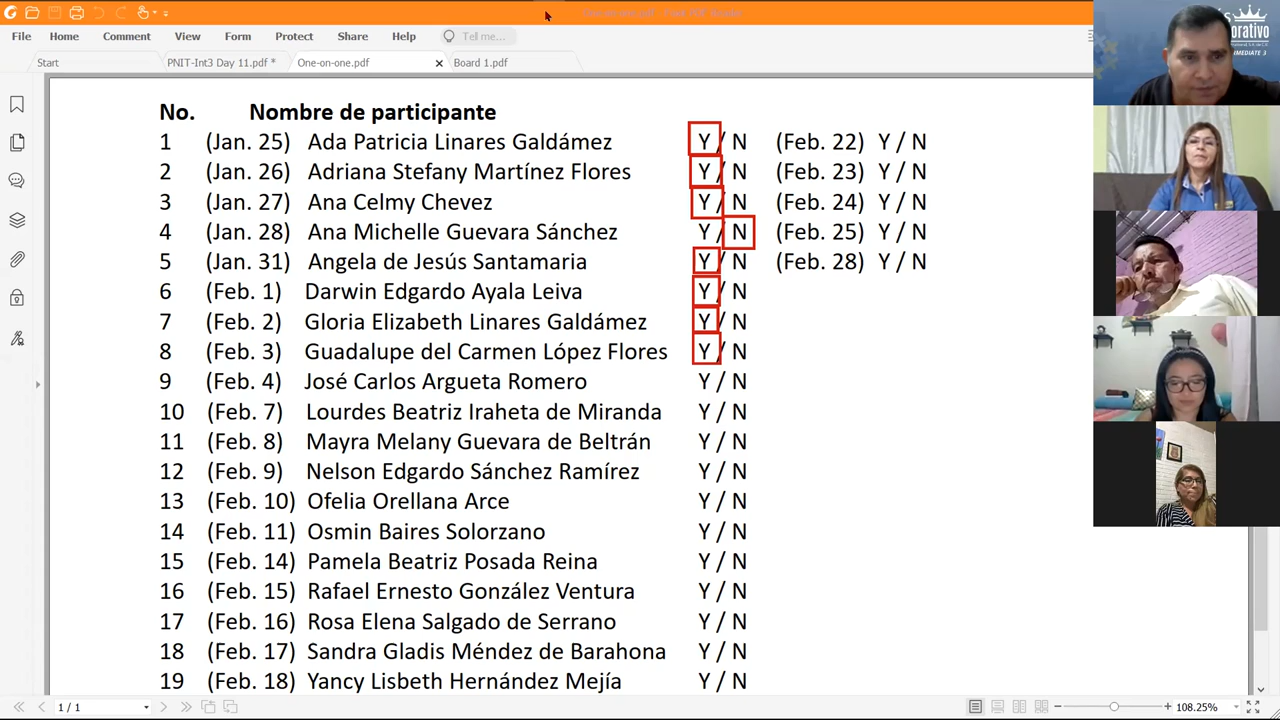 File Home Comment View Form Protect Share Help Tell me...
Start PNIT-Int3 Day 11.pdf * One-on-one.pdf Board 1.pdf
No. Nombre de participante
1 (Jan. 25) Ada Patricia Linares Galdámez Y / N (Feb. 22) Y / N
2 (Jan. 26) Adriana Stefany Martínez Flores Y / N (Feb. 23) Y / N
3 (Jan. 27) Ana Celmy Chevez Y / N (Feb. 24) Y / N
4 (Jan. 28) Ana Michelle Guevara Sánchez Y / N (Feb. 25) Y / N
5 (Jan. 31) Angela de Jesús Santamaria Y / N (Feb. 28) Y / N
6 (Feb. 1) Darwin Edgardo Ayala Leiva Y / N
7 (Feb. 2) Gloria Elizabeth Linares Galdámez Y / N
8 (Feb. 3) Guadalupe del Carmen López Flores Y / N
9 (Feb. 4) José Carlos Argueta Romero Y / N
10 (Feb. 7) Lourdes Beatriz Iraheta de Miranda Y / N
11 (Feb. 8) Mayra Melany Guevara de Beltrán Y / N
12 (Feb. 9) Nelson Edgardo Sánchez Ramírez Y / N
13 (Feb. 10) Ofelia Orellana Arce Y / N
14 (Feb. 11) Osmin Baires Solorzano Y / N
15 (Feb. 14) Pamela Beatriz Posada Reina Y / N
16 (Feb. 15) Rafael Ernesto González Ventura Y / N
17 (Feb. 16) Rosa Elena Salgado de Serrano Y / N
18 (Feb. 17) Sandra Gladis Méndez de Barahona Y / N
19 (Feb. 18) Yancy Lisbeth Hernández Mejía Y / N
1 / 1 108.25%